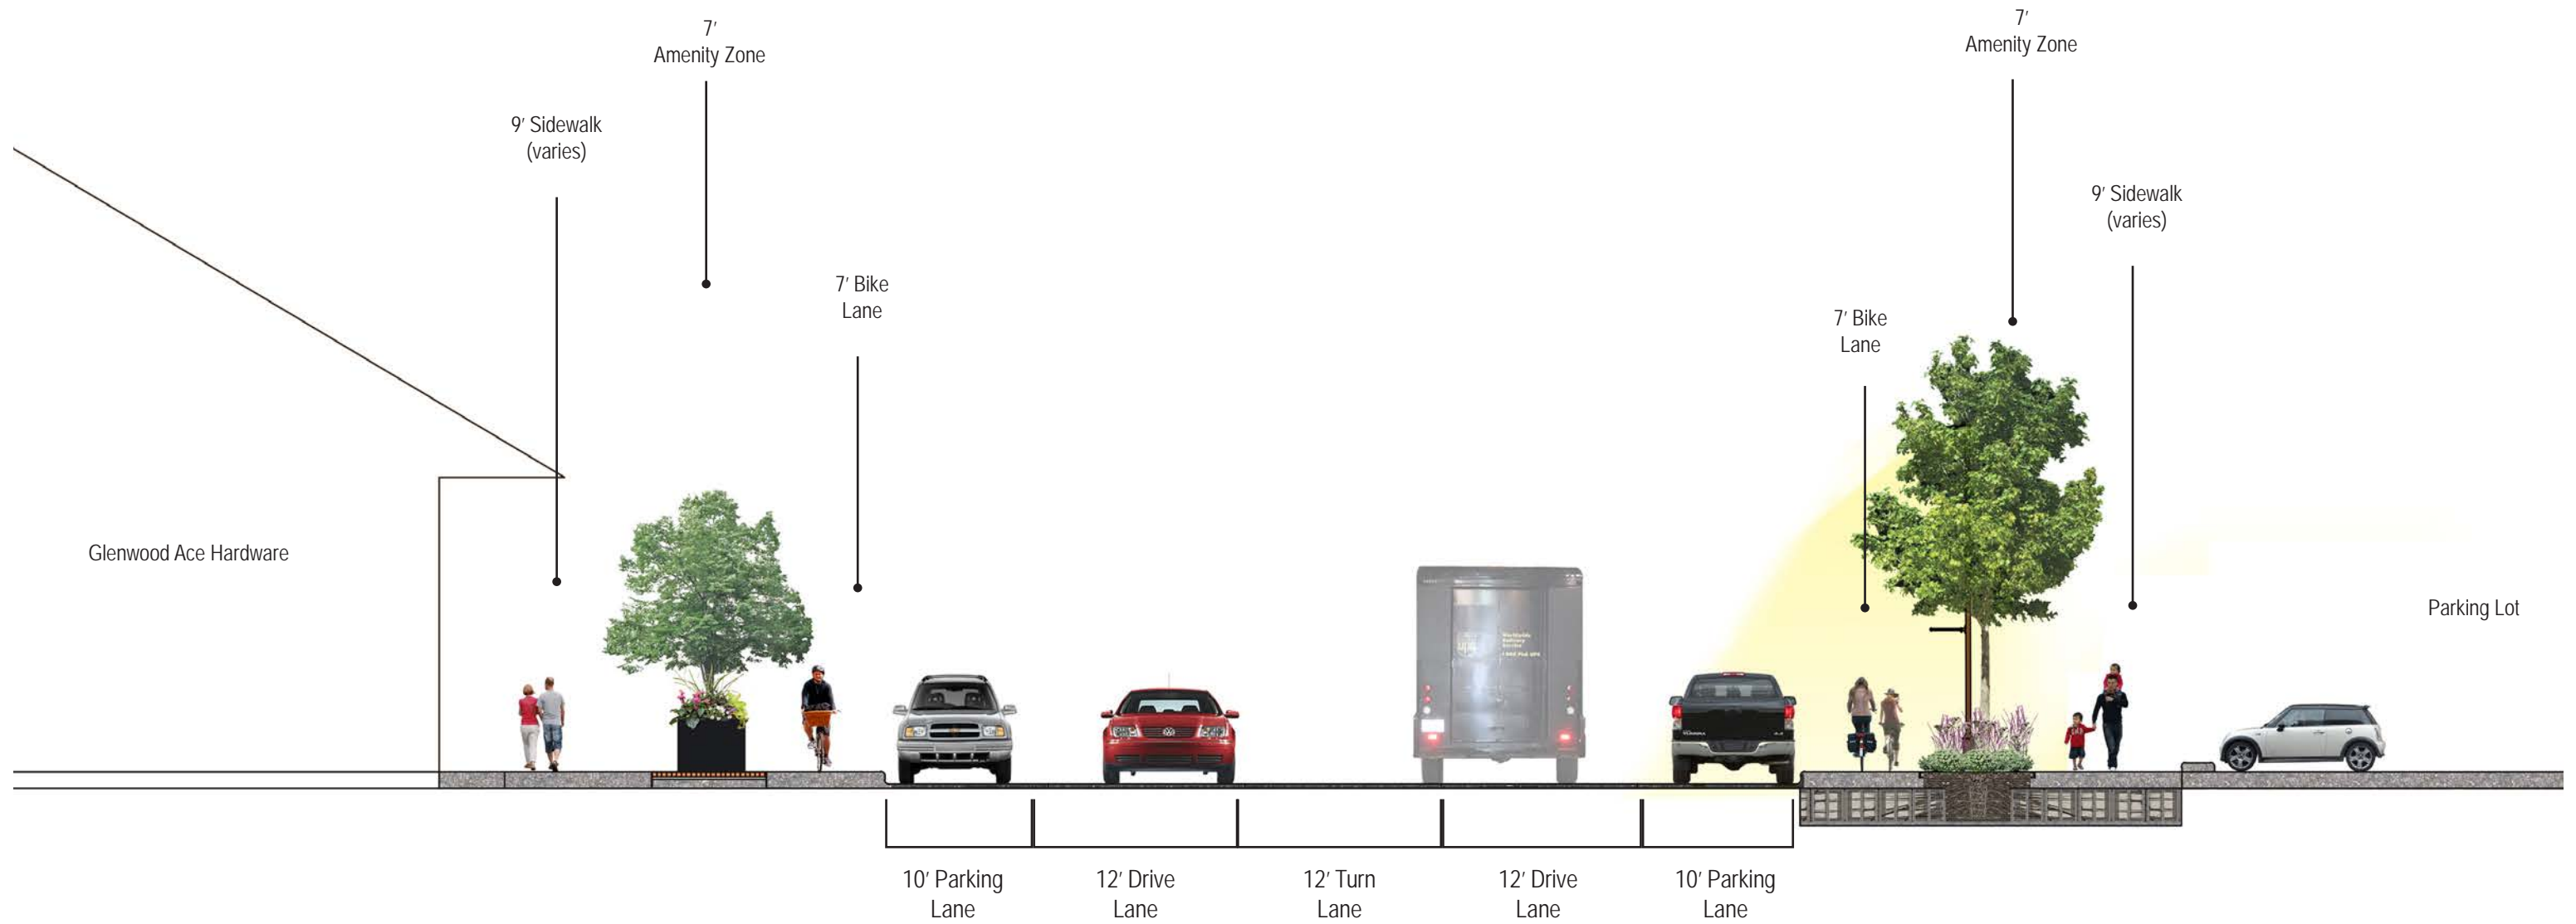 7'
Amenity Zone
7'
Amenity Zone
9' Sidewalk
(varies)
9' Sidewalk
(varies)
7' Bike
Lane
7' Bike
Lane
Glenwood Ace Hardware
Parking Lot
10' Parking
Lane
12' Drive
Lane
12' Turn
Lane
12' Drive
Lane
10' Parking
Lane